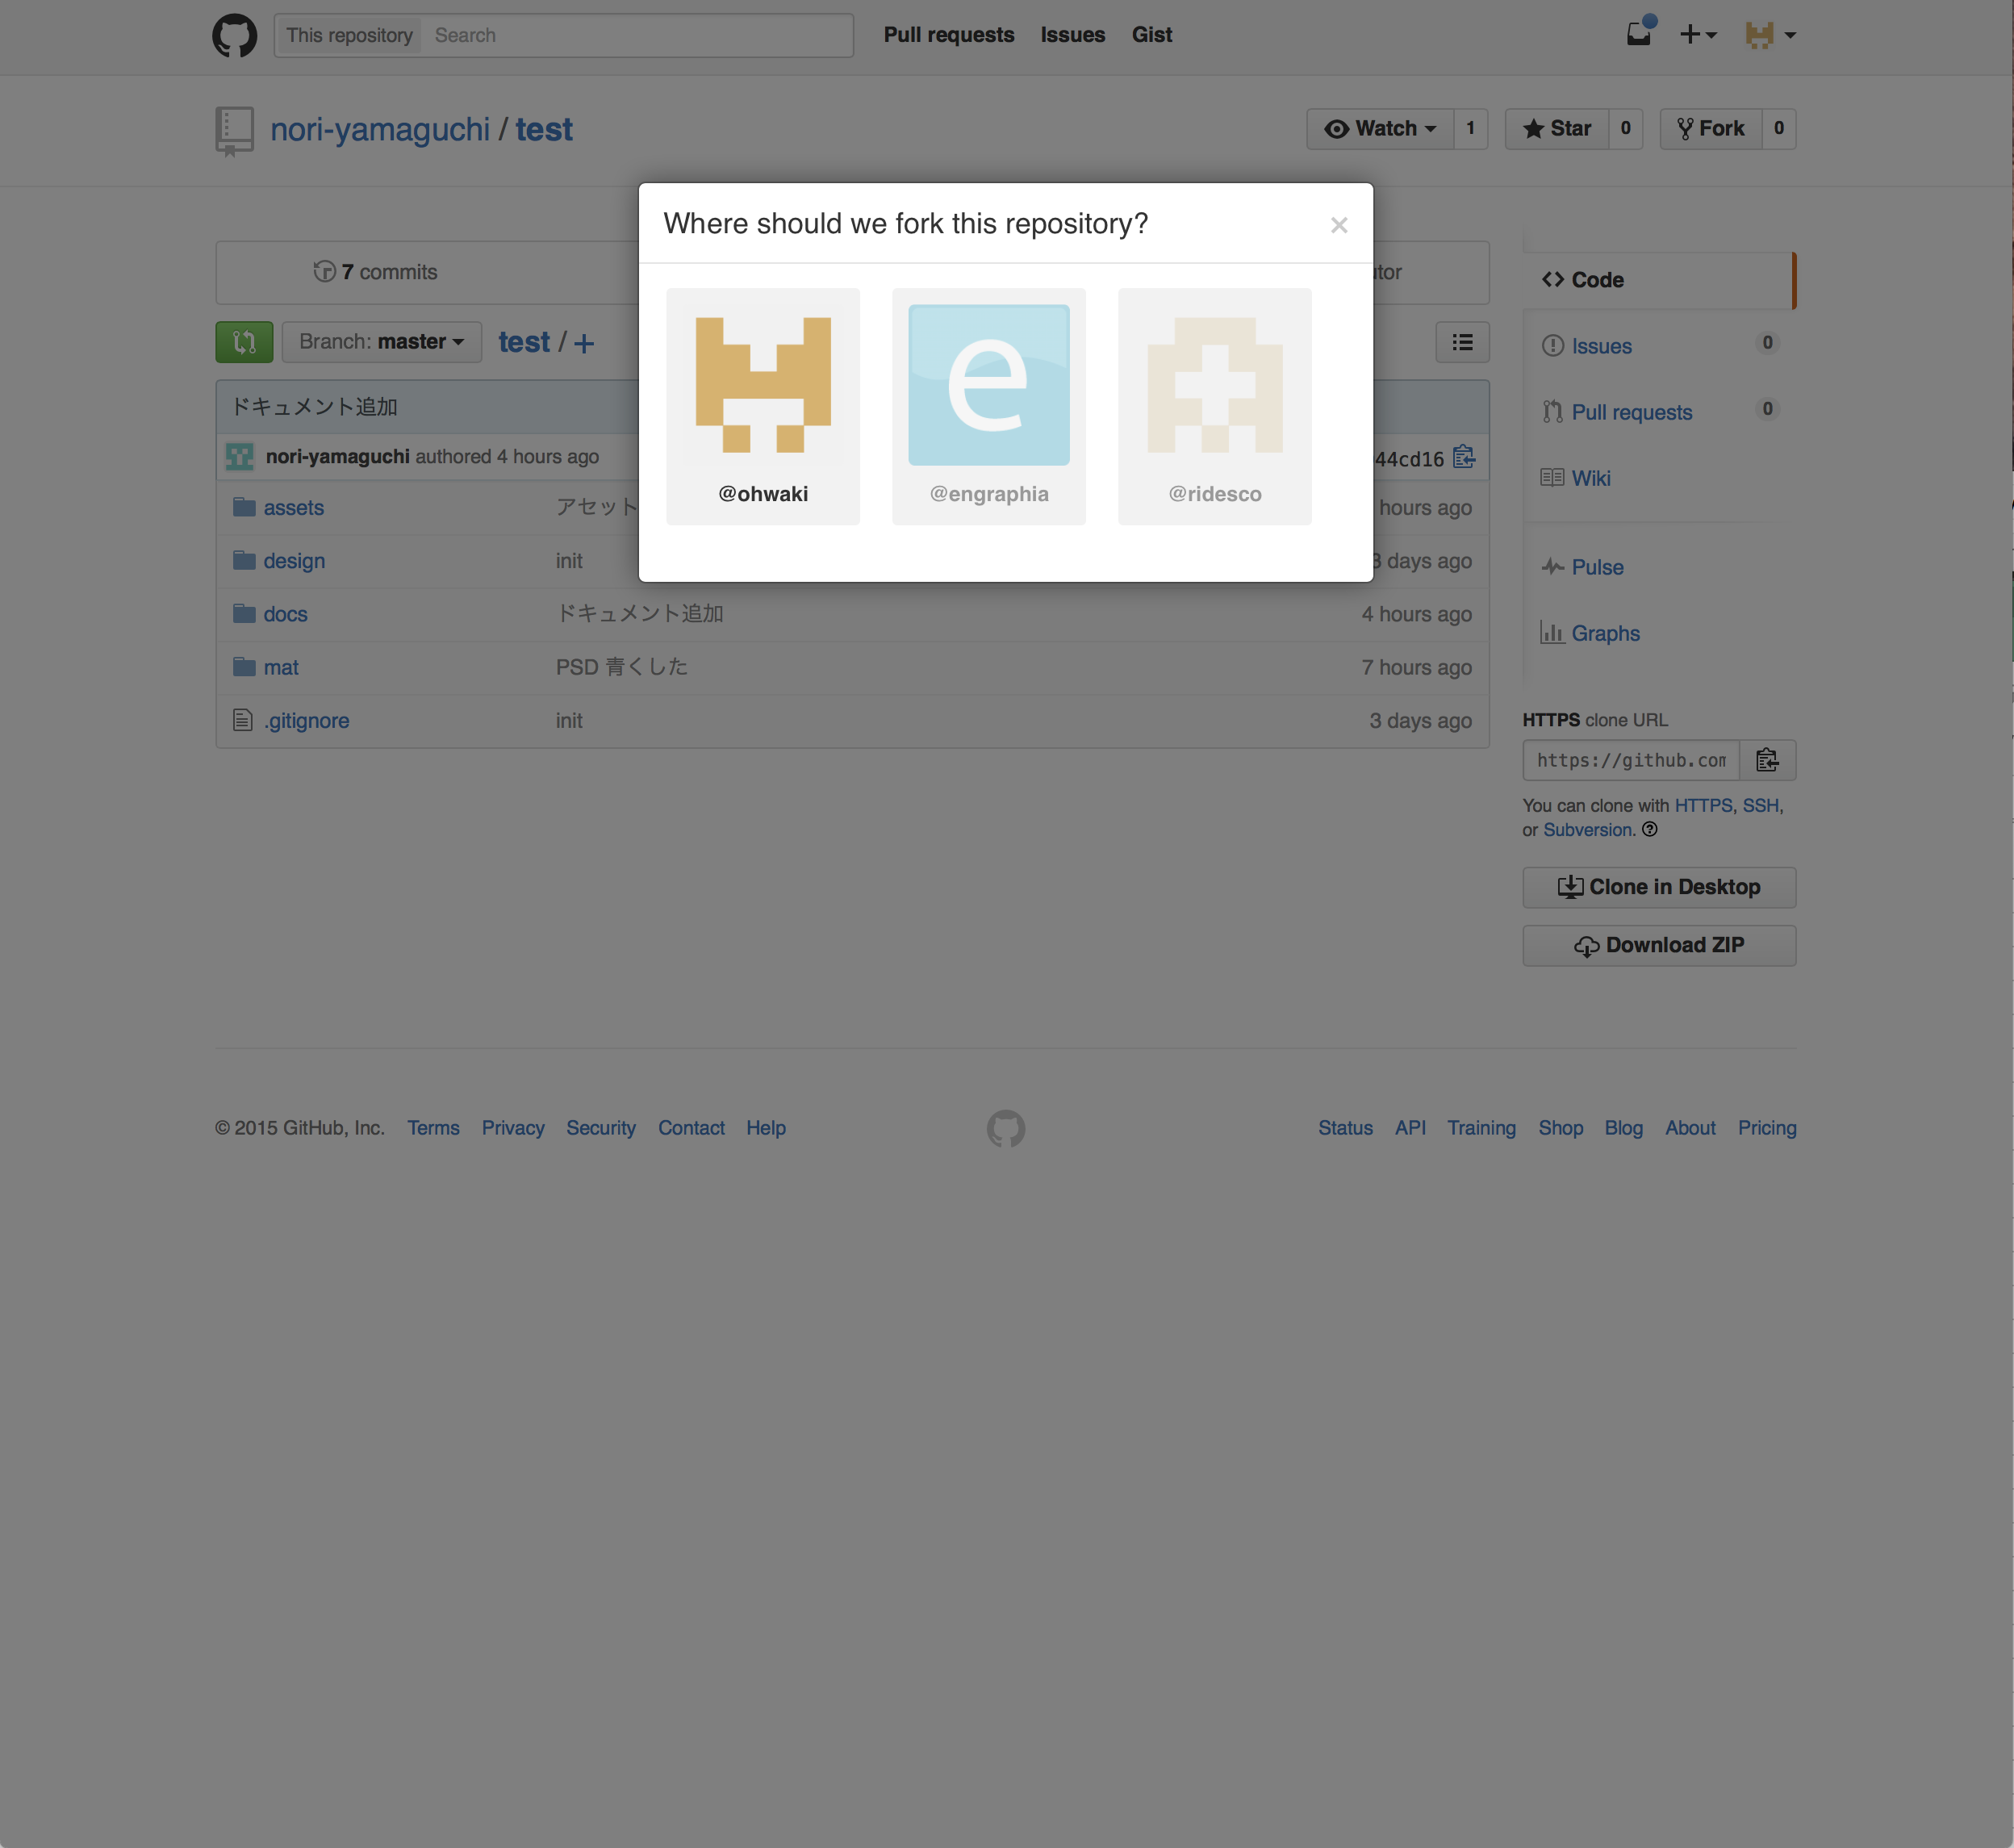 This repository Search Pull requests Issues Gist
nori-yamaguchi / test
Watch 1 Star 0 Fork 0
Where should we fork this repository?
@ohwaki
@engraphia
@ridesco
7 commits
Branch: master
test / +
ドキュメント追加
nori-yamaguchi authored 4 hours ago
44cd16
assets アセット hours ago
design init 3 days ago
docs ドキュメント追加 4 hours ago
mat PSD 青くした 7 hours ago
.gitignore init 3 days ago
Code
Issues 0
Pull requests 0
Wiki
Pulse
Graphs
HTTPS clone URL
https://github.com
You can clone with HTTPS, SSH,
or Subversion.
Clone in Desktop
Download ZIP
© 2015 GitHub, Inc. Terms Privacy Security Contact Help
Status API Training Shop Blog About Pricing